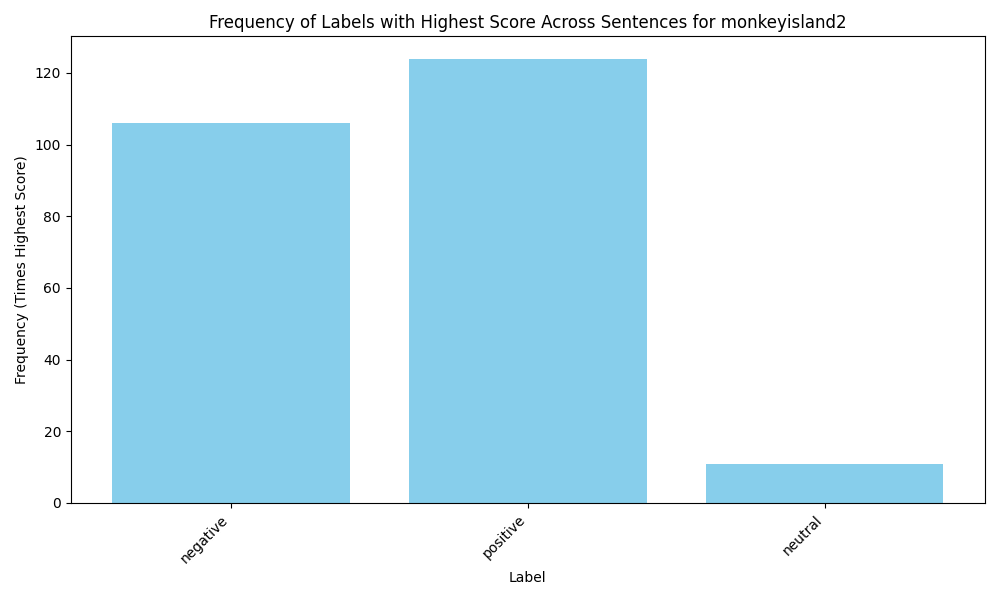 Frequency of Labels with Highest Score Across Sentences for monkeyisland2
Frequency (Times Highest Score)
120
100
80
60
40
20
0
negative
positive
neutral
Label